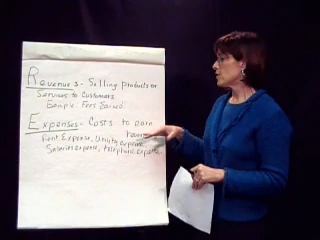 Revenues - Selling products or
Services to Customers
Example: Fees Earned
Expenses - Costs to earn
Revenue
Rent Expense, Utility expense,
Salaries expense, telephone expense